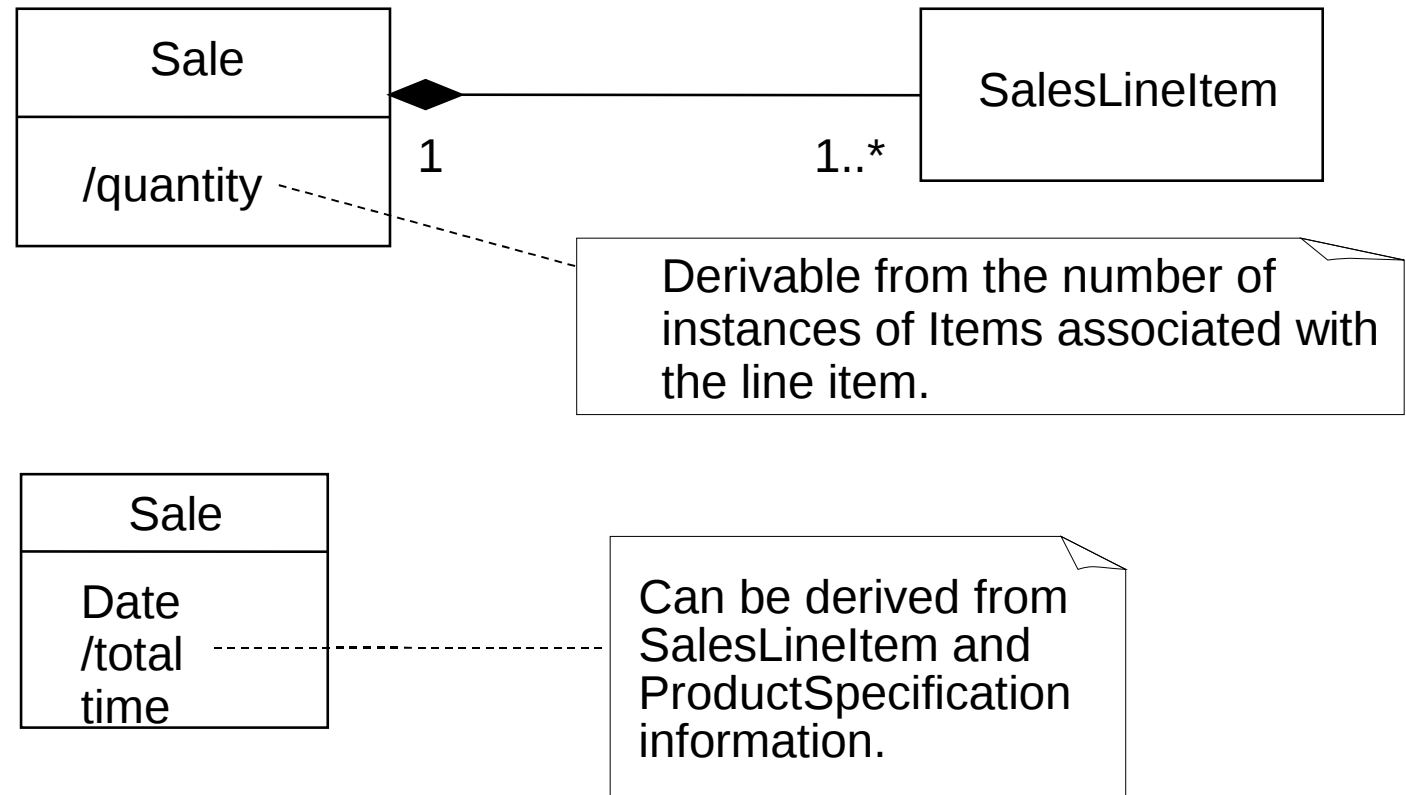 Sale
SalesLineItem
/quantity
1
1..*
Derivable from the number of
instances of Items associated with
the line item.
Sale
Date
/total
time
Can be derived from
SalesLineItem and
ProductSpecification
information.